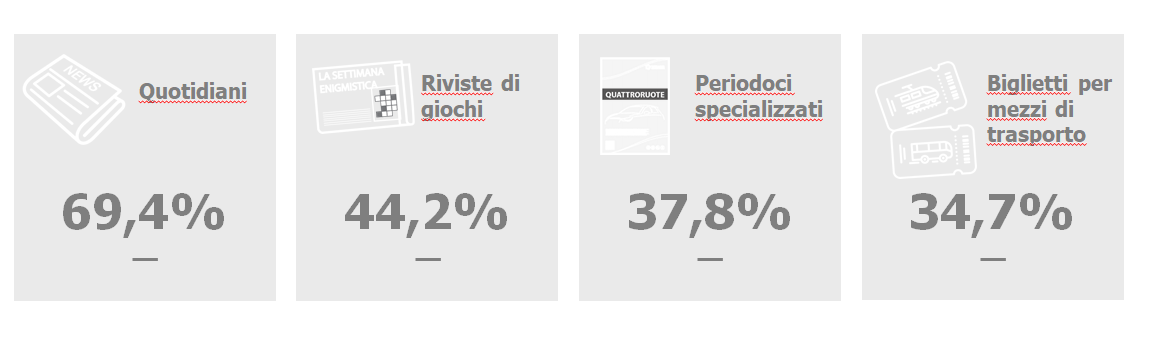 NEWS
Quotidiani
69,4%
LA SETTIMANA
ENIGMISTICA
Riviste di
giochi
44,2%
QUATTRORUOTE
Periodoci
specializzati
37,8%
Biglietti per
mezzi di
trasporto
34,7%